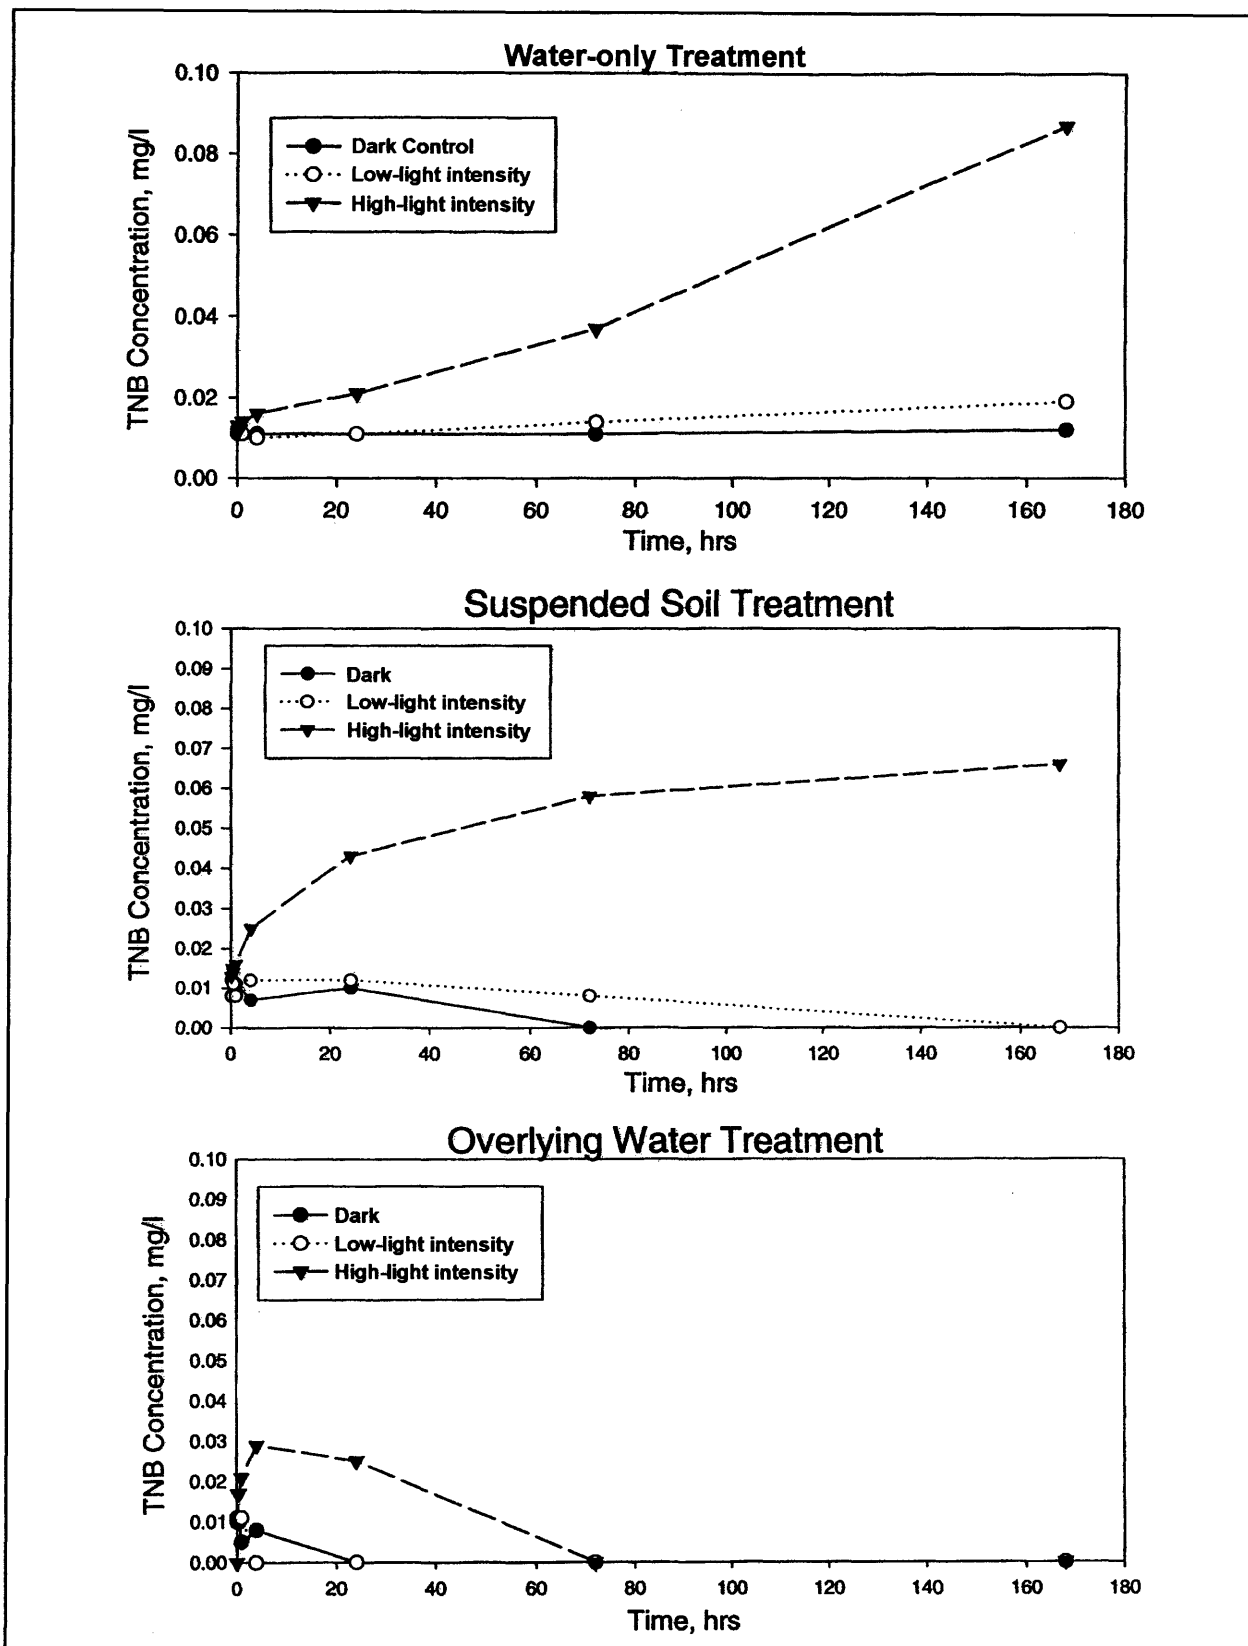 Water-only Treatment
TNB Concentration, mg/l
0.10
0.08
0.06
0.04
0.02
0.00
Dark Control
Low-light intensity
High-light intensity
0 20 40 60 80 100 120 140 160 180
Time, hrs
Suspended Soil Treatment
TNB Concentration, mg/l
0.10
0.09
0.08
0.07
0.06
0.05
0.04
0.03
0.02
0.01
0.00
Dark
Low-light intensity
High-light intensity
0 20 40 60 80 100 120 140 160 180
Time, hrs
Overlying Water Treatment
TNB Concentration, mg/l
0.10
0.09
0.08
0.07
0.06
0.05
0.04
0.03
0.02
0.01
0.00
Dark
Low-light intensity
High-light intensity
0 20 40 60 80 100 120 140 160 180
Time, hrs